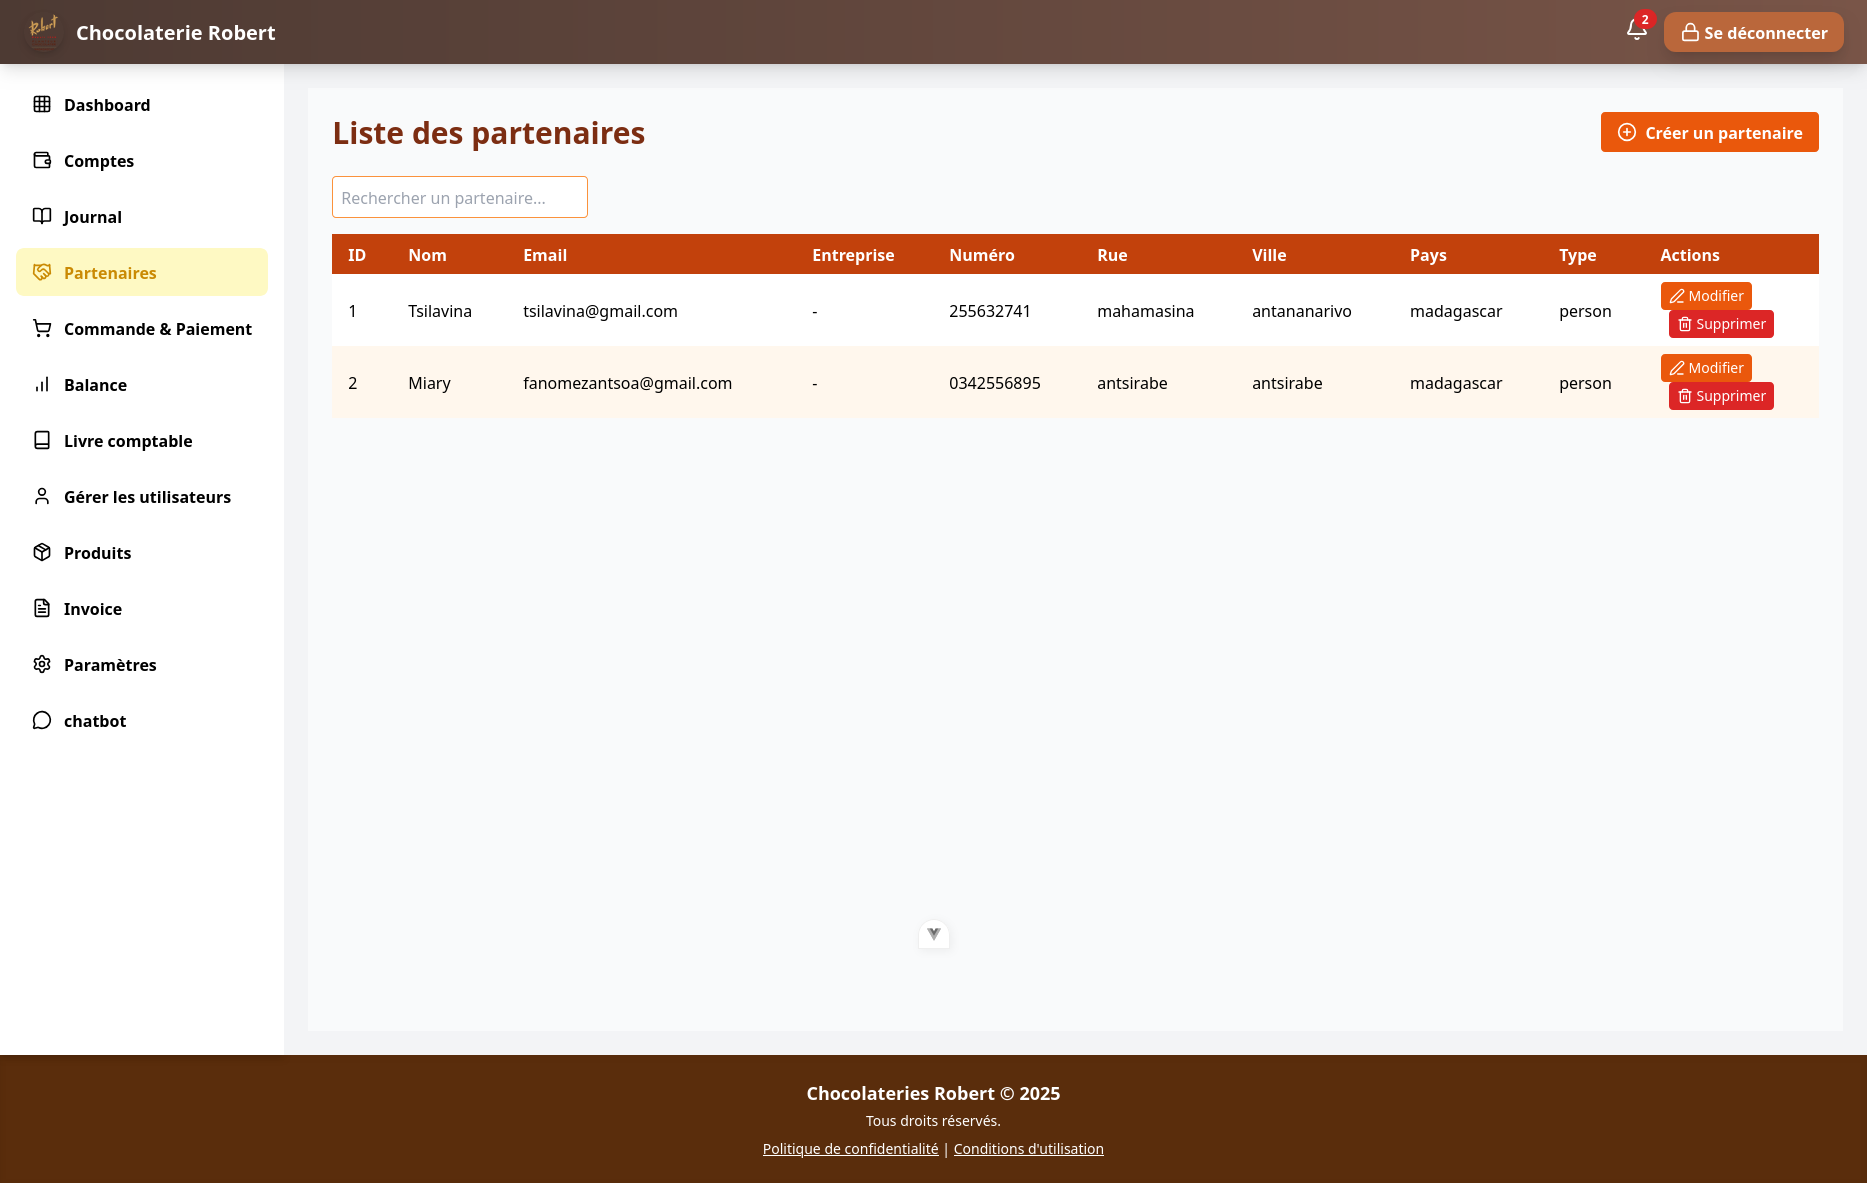 Robert
Chocolaterie Robert
2
Se déconnecter
Dashboard
Comptes
Journal
Partenaires
Commande & Paiement
Balance
Livre comptable
Gérer les utilisateurs
Produits
Invoice
Paramètres
chatbot
Liste des partenaires
Créer un partenaire
Rechercher un partenaire...
ID Nom Email Entreprise Numéro Rue Ville Pays Type Actions
1 Tsilavina tsilavina@gmail.com - 255632741 mahamasina antananarivo madagascar person Modifier
Supprimer
2 Miary fanomezantsoa@gmail.com - 0342556895 antsirabe antsirabe madagascar person Modifier
Supprimer
Chocolateries Robert © 2025
Tous droits réservés.
Politique de confidentialité | Conditions d'utilisation